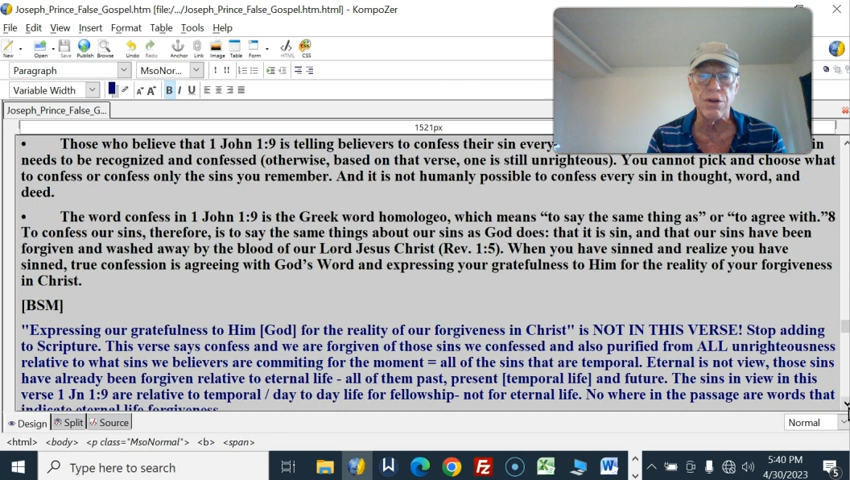 Joseph_Prince_False_Gospel.htm [file:/.../Joseph_Prince_False_Gospel.htm.html] - KompoZer
File Edit View Insert Format Table Tools Help
New Open Save Publish Browse Undo Redo Anchor Link Image Table Form CSS
Paragraph MsoNor...
Variable Width B I U
Joseph_Prince_False_G...
1521px
• Those who believe that 1 John 1:9 is telling believers to confess their sin every in
needs to be recognized and confessed (otherwise, based on that verse, one is still unrighteous). You cannot pick and choose what
to confess or confess only the sins you remember. And it is not humanly possible to confess every sin in thought, word, and
deed.
• The word confess in 1 John 1:9 is the Greek word homologeo, which means “to say the same thing as” or “to agree with.”8
To confess our sins, therefore, is to say the same things about our sins as God does: that it is sin, and that our sins have been
forgiven and washed away by the blood of our Lord Jesus Christ (Rev. 1:5). When you have sinned and realize you have
sinned, true confession is agreeing with God’s Word and expressing your gratefulness to Him for the reality of your forgiveness
in Christ.
[BSM]
"Expressing our gratefulness to Him [God] for the reality of our forgiveness in Christ" is NOT IN THIS VERSE! Stop adding
to Scripture. This verse says confess and we are forgiven of those sins we confessed and also purified from ALL unrighteousness
relative to what sins we believers are commiting for the moment = all of the sins that are temporal. Eternal is not view, those sins
have already been forgiven relative to eternal life - all of them past, present [temporal life] and future. The sins in view in this
verse 1 Jn 1:9 are relative to temporal / day to day life for fellowship- not for eternal life. No where in the passage are words that
indicate eternal life forgiveness.
Design Split Source Normal
<html> <body> <p class="MsoNormal"> <b> <span>
Type here to search
5:40 PM
4/30/2023
5